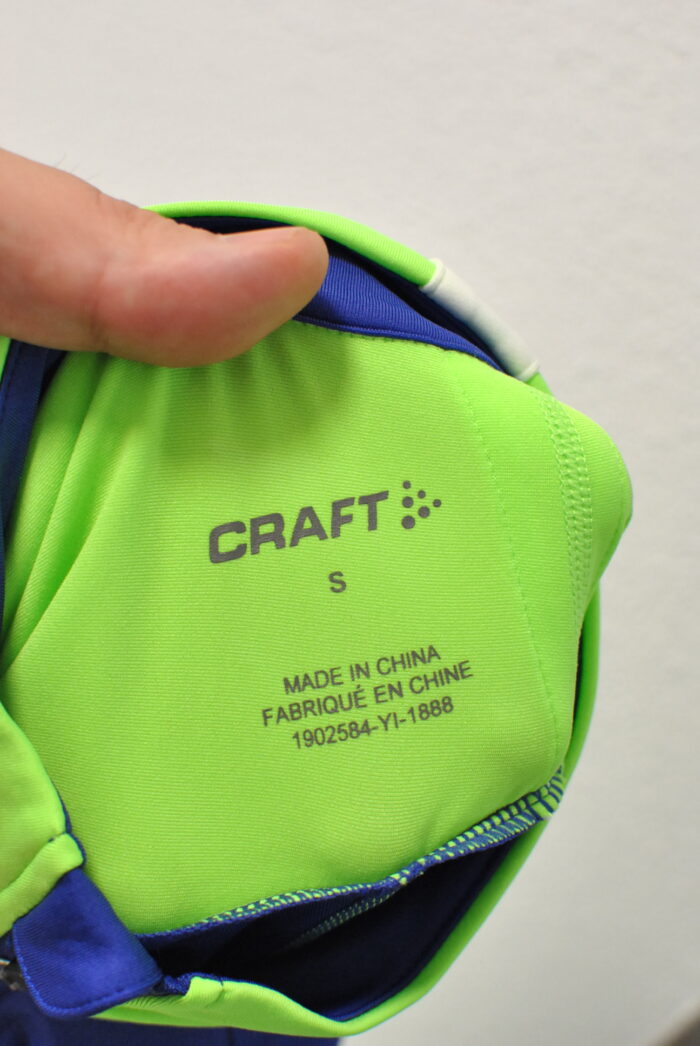 CRAFT
S
MADE IN CHINA
FABRIQUÉ EN CHINE
1902584-YI-1888